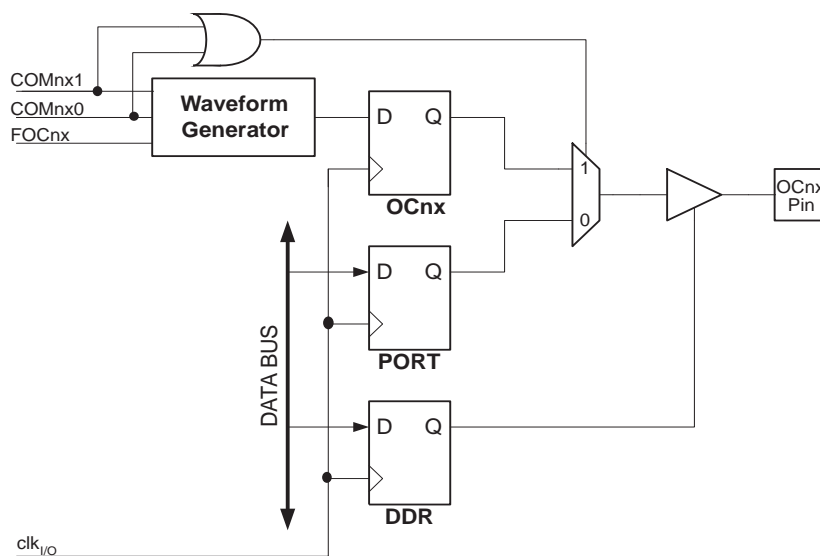 COMnx1
COMnx0
FOCnx
Waveform
Generator
D Q
OCnx
1
0
OCnx
Pin
D Q
PORT
DATA BUS
D Q
DDR
clkI/O